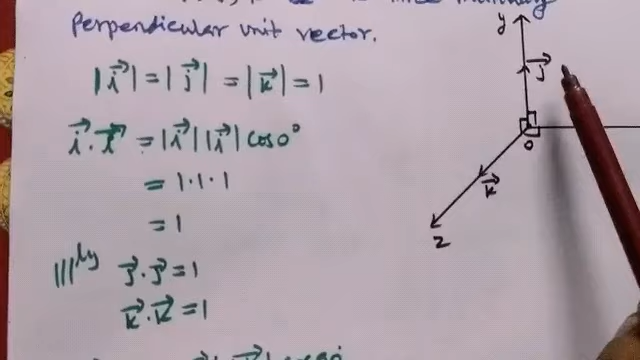 perpendicular unit vector.
|i⃗| = |j⃗| = |k⃗| = 1
i⃗ · i⃗ = |i⃗| |i⃗| cos 0°
= 1·1·1
= 1
|||ly j⃗ · j⃗ = 1
k⃗ · k⃗ = 1
y
j⃗
o
k⃗
z